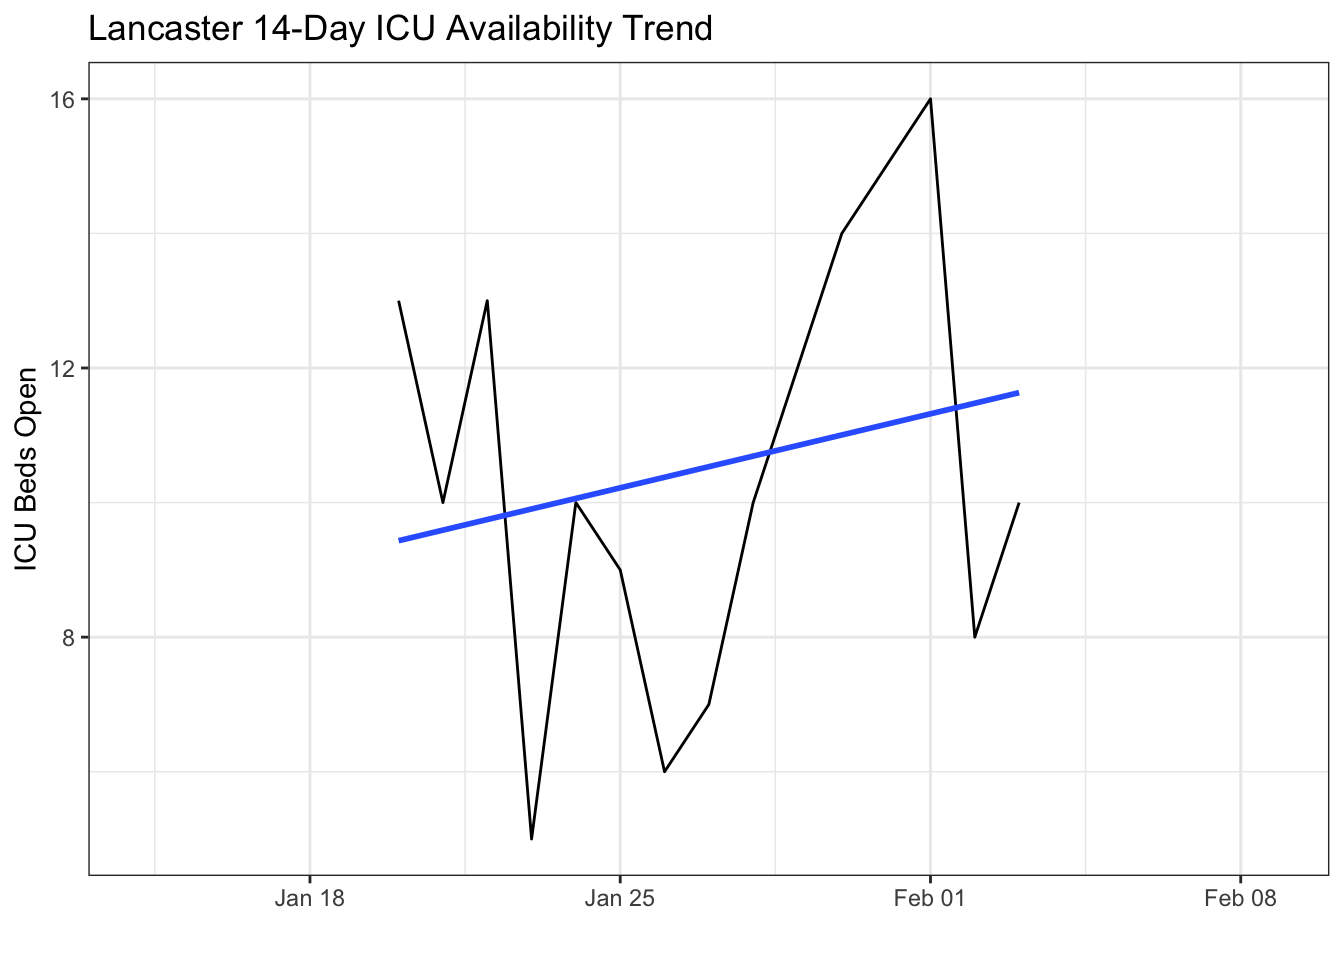 Lancaster 14-Day ICU Availability Trend
ICU Beds Open
16
12
8
Jan 18
Jan 25
Feb 01
Feb 08